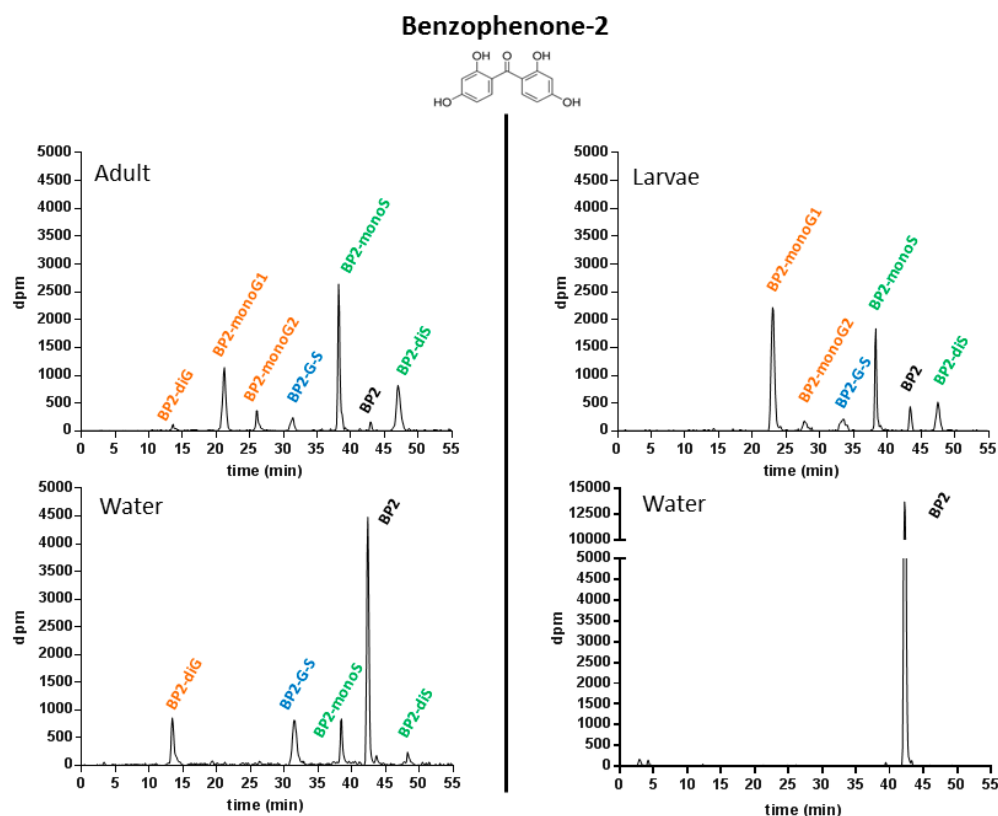 Benzophenone-2
OH
O
OH
HO
OH
Adult
5000
4500
4000
3500
3000
2500
2000
1500
1000
500
0
dpm
BP2-diG
BP2-monoG1
BP2-monoG2
BP2-G-S
BP2-monoS
BP2
BP2-diS
0 5 10 15 20 25 30 35 40 45 50 55
time (min)
Larvae
5000
4500
4000
3500
3000
2500
2000
1500
1000
500
0
dpm
BP2-monoG1
BP2-monoG2
BP2-G-S
BP2-monoS
BP2
BP2-diS
0 5 10 15 20 25 30 35 40 45 50 55
time (min)
Water
5000
4500
4000
3500
3000
2500
2000
1500
1000
500
0
dpm
BP2-diG
BP2-G-S
BP2-monoS
BP2
BP2-diS
0 5 10 15 20 25 30 35 40 45 50 55
time (min)
Water
15000
12500
10000
5000
4500
4000
3500
3000
2500
2000
1500
1000
500
0
dpm
BP2
0 5 10 15 20 25 30 35 40 45 50 55
time (min)